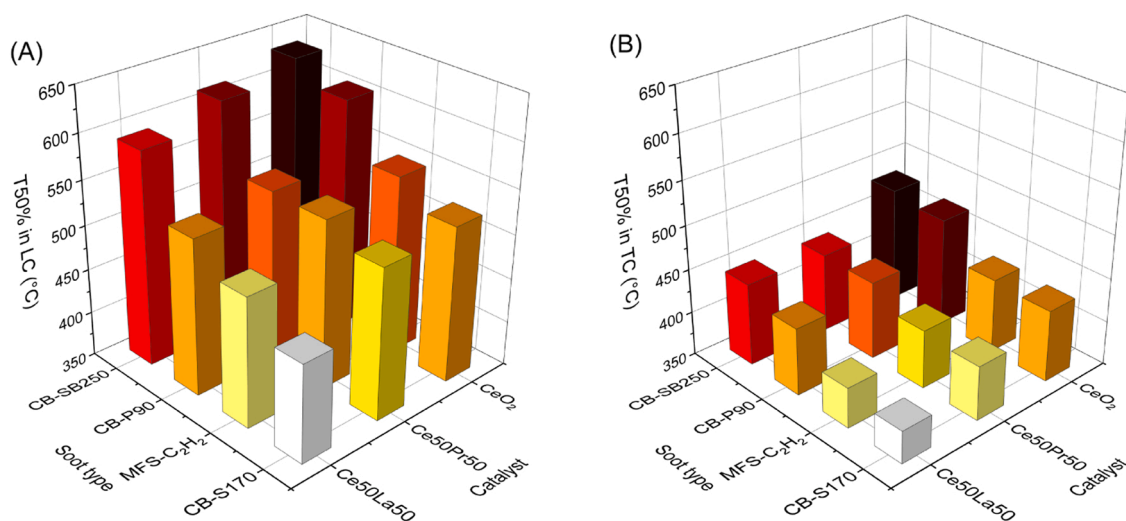 (A)
T50% in LC (°C)
650
600
550
500
450
400
350
CB-SB250
CB-P90
MFS-C₂H₂
CB-S170
Soot type
Ce50La50
Ce50Pr50
CeO₂
Catalyst
(B)
T50% in TC (°C)
650
600
550
500
450
400
350
CB-SB250
CB-P90
MFS-C₂H₂
CB-S170
Soot type
Ce50La50
Ce50Pr50
CeO₂
Catalyst